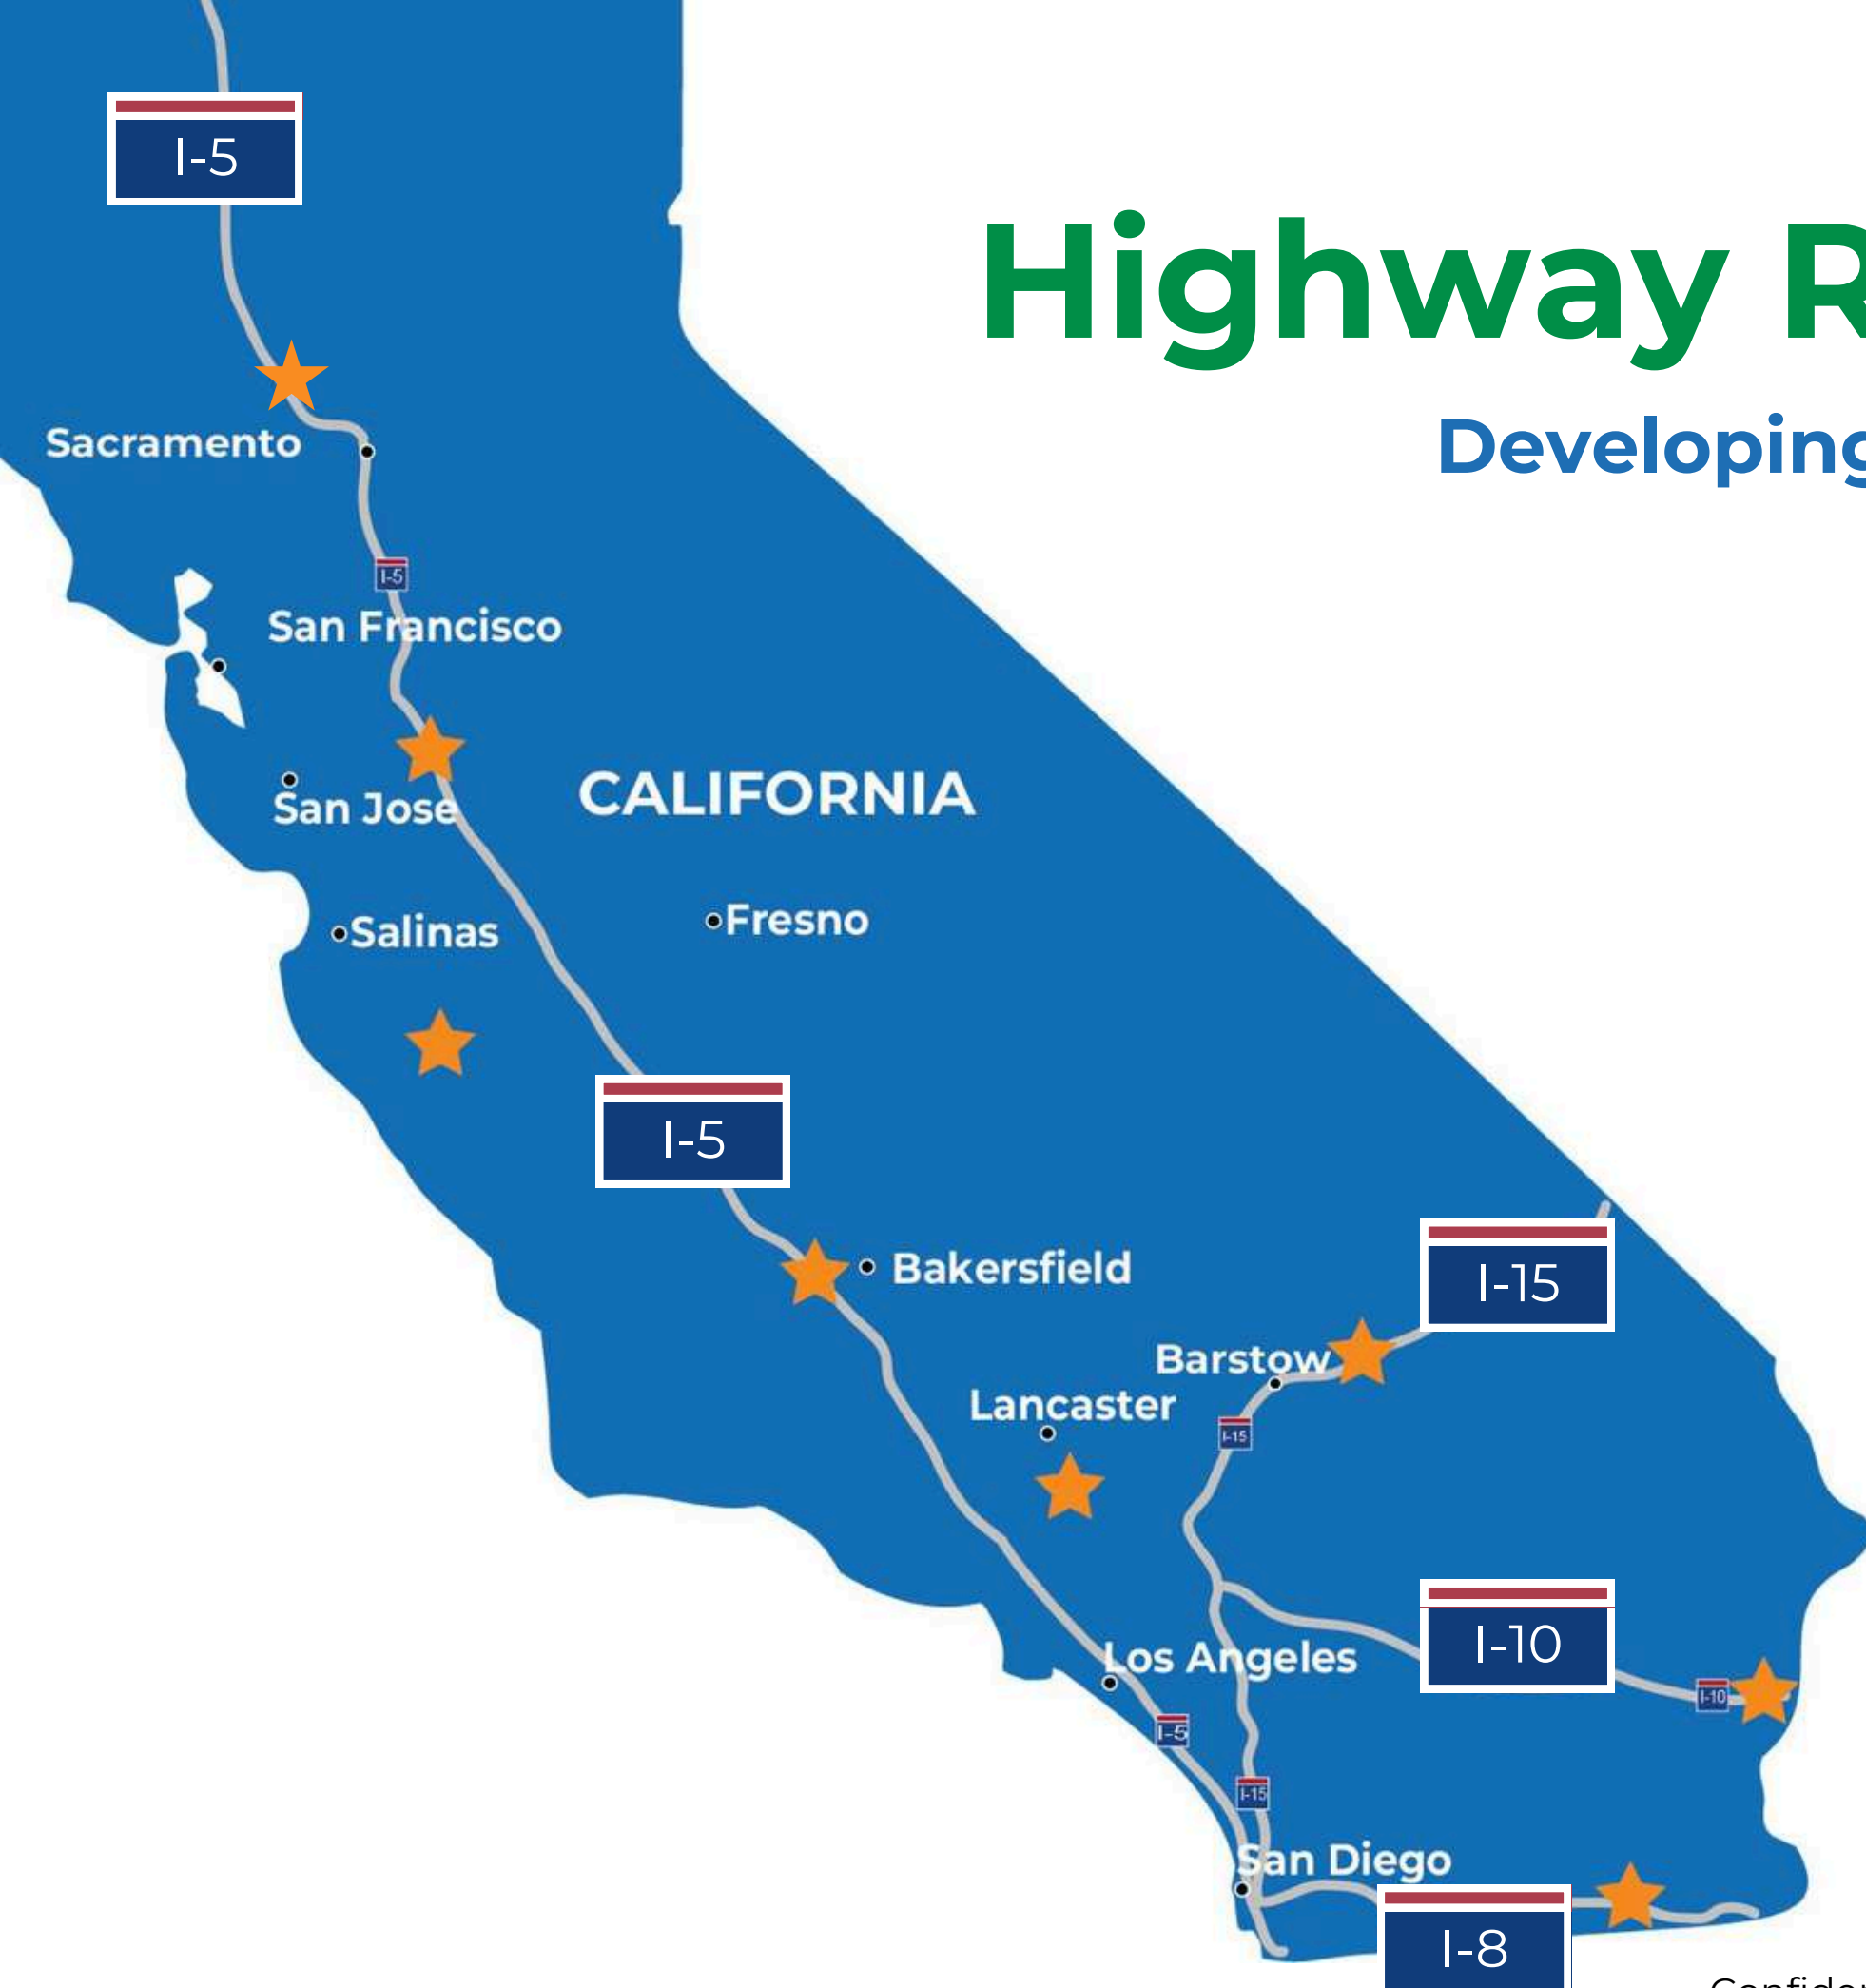 I-5
Highway R
Developing
Sacramento
I-5
San Francisco
CALIFORNIA
San Jose
Fresno
Salinas
I-5
Bakersfield
I-15
Barstow
Lancaster
I-15
I-10
Los Angeles
I-10
I-5
I-15
San Diego
I-8